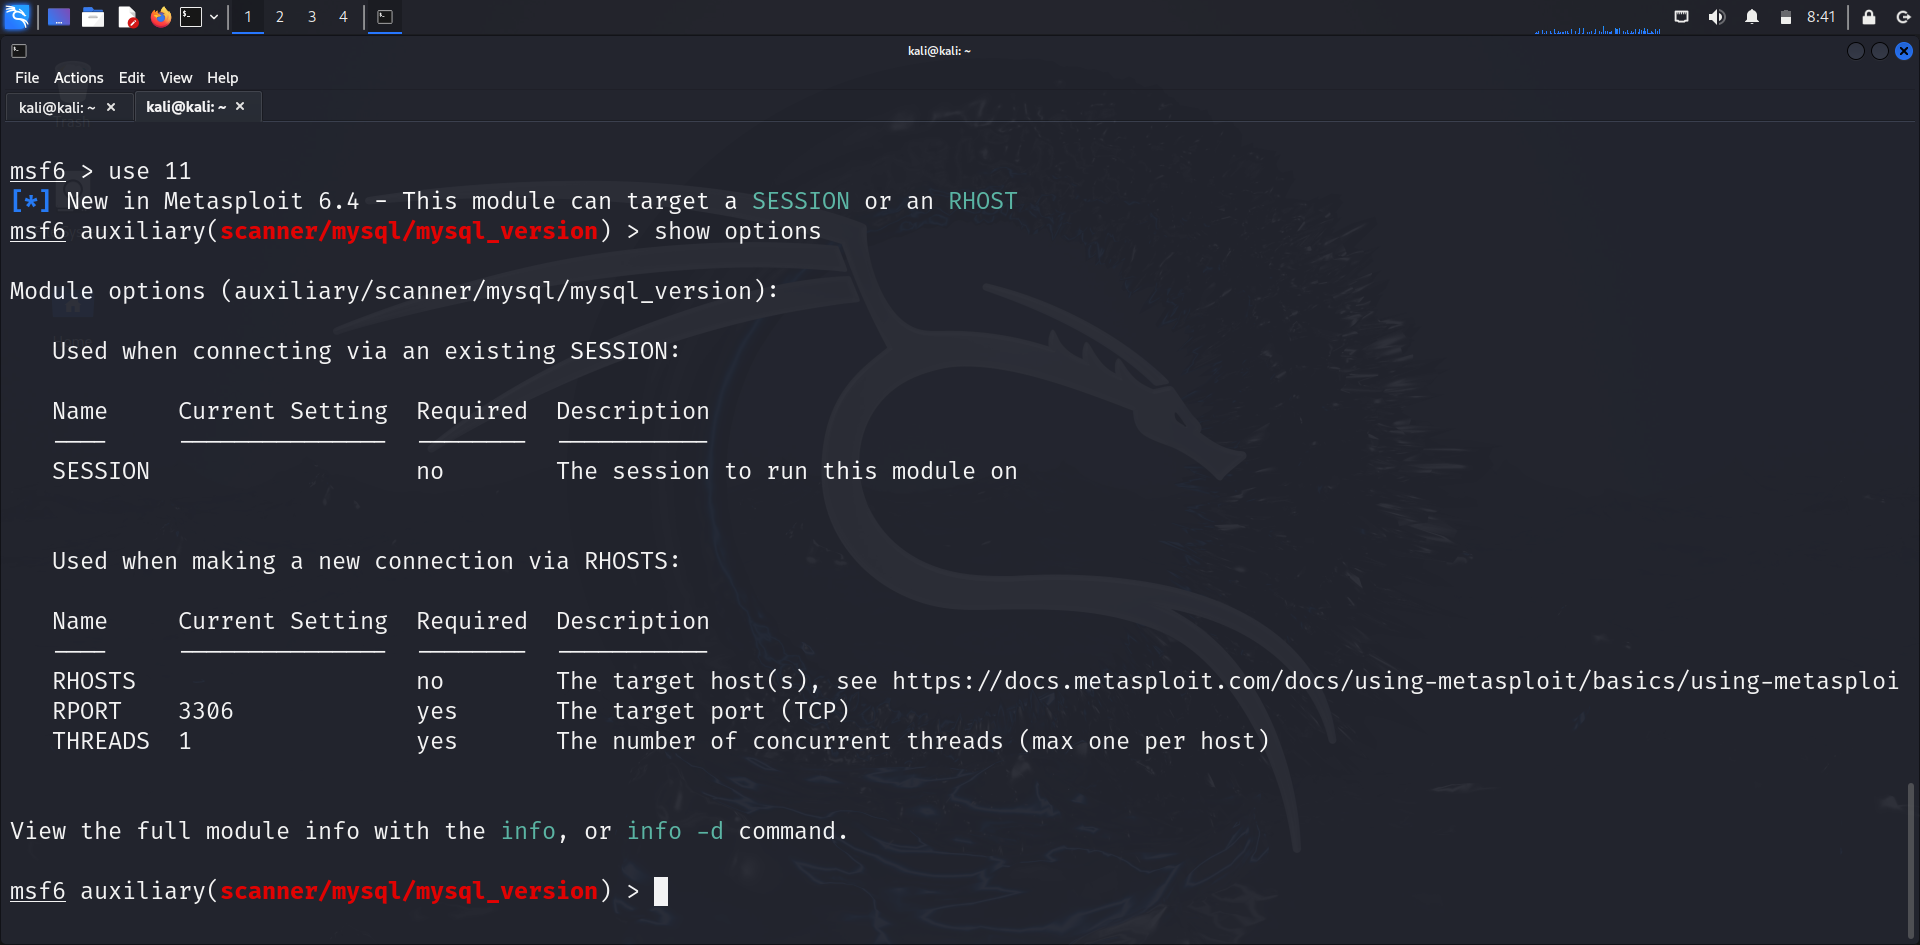 1 2 3 4 8:41
kali@kali: ~
File Actions Edit View Help
kali@kali: ~ × kali@kali: ~ ×
Trash
msf6 > use 11
[*] New in Metasploit 6.4 - This module can target a SESSION or an RHOST
msf6 auxiliary(scanner/mysql/mysql_version) > show options
Module options (auxiliary/scanner/mysql/mysql_version):
Used when connecting via an existing SESSION:
Name Current Setting Required Description
---- --------------- -------- -----------
SESSION no The session to run this module on
Used when making a new connection via RHOSTS:
Name Current Setting Required Description
---- --------------- -------- -----------
RHOSTS no The target host(s), see https://docs.metasploit.com/docs/using-metasploit/basics/using-metasploi
RPORT 3306 yes The target port (TCP)
THREADS 1 yes The number of concurrent threads (max one per host)
View the full module info with the info, or info -d command.
msf6 auxiliary(scanner/mysql/mysql_version) >